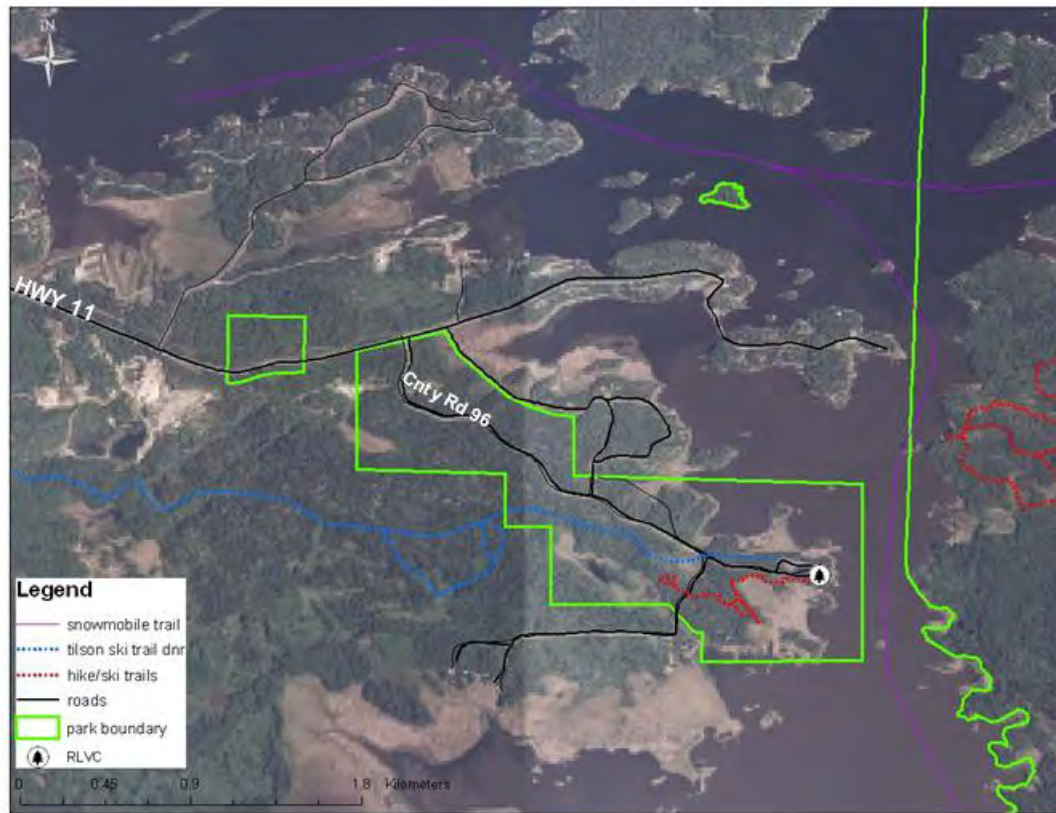 N
HWY 11
Cnty Rd 96
Legend
snowmobile trail
tilson ski trail dnr
hike/ski trails
roads
park boundary
RLVC
0 0.45 0.9 1.8 Kilometers